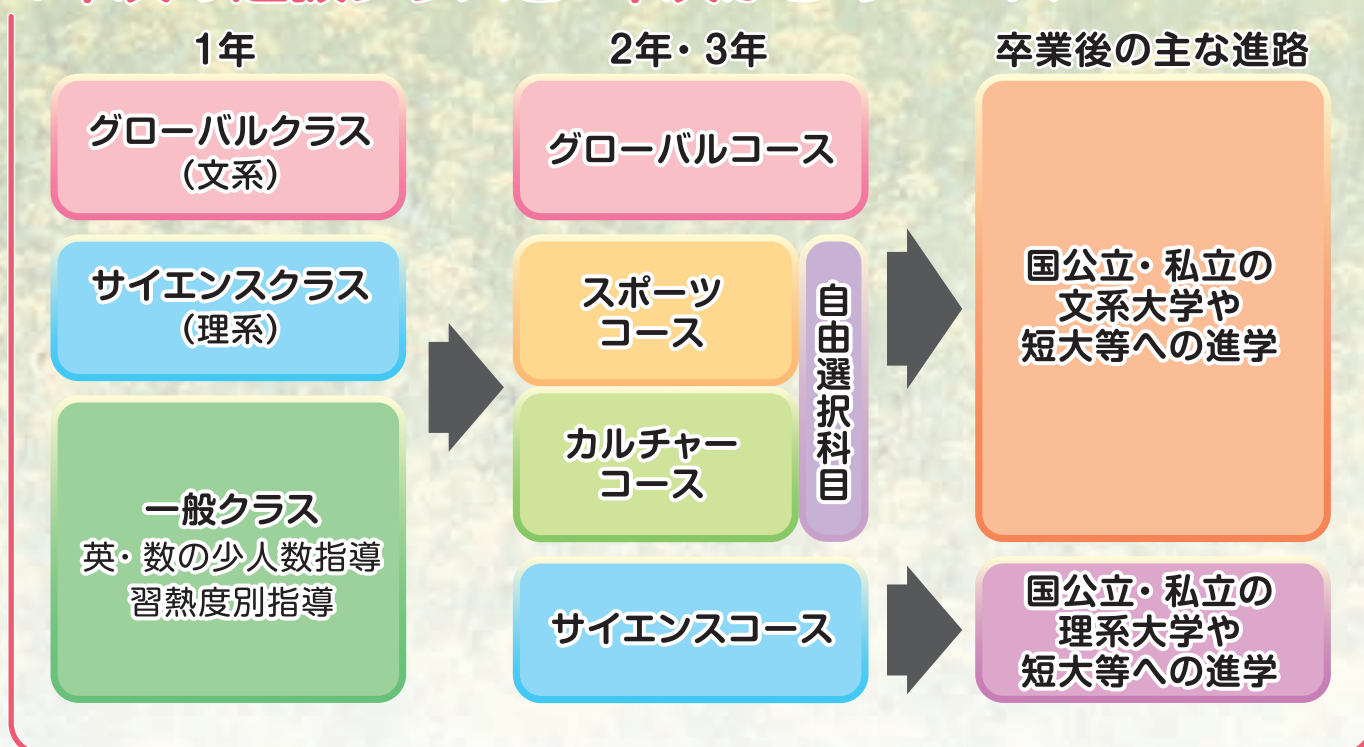 1年
グローバルクラス
（文系）
サイエンスクラス
（理系）
一般クラス
英・数の少人数指導
習熟度別指導
2年・3年
グローバルコース
スポーツ
コース
カルチャー
コース
自由選択科目
サイエンスコース
卒業後の主な進路
国公立・私立の
文系大学や
短大等への進学
国公立・私立の
理系大学や
短大等への進学